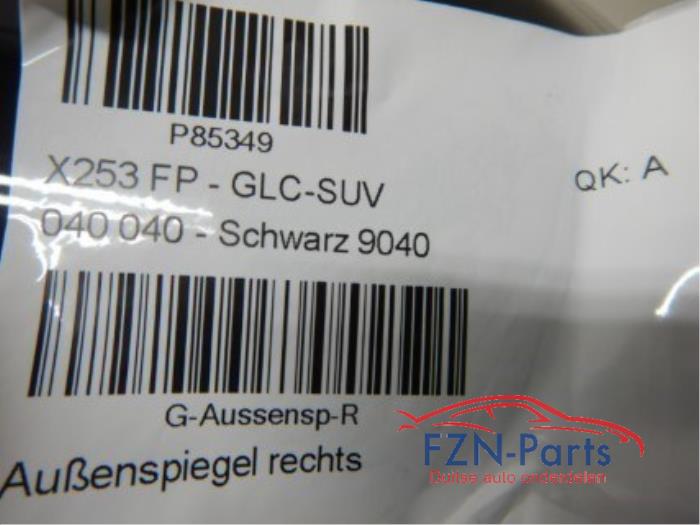 P85349
X253 FP - GLC-SUV
QK: A
040 040 - Schwarz 9040
G-Aussensp-R
Außenspiegel rechts
FZN-Parts
Duitse auto onderdelen